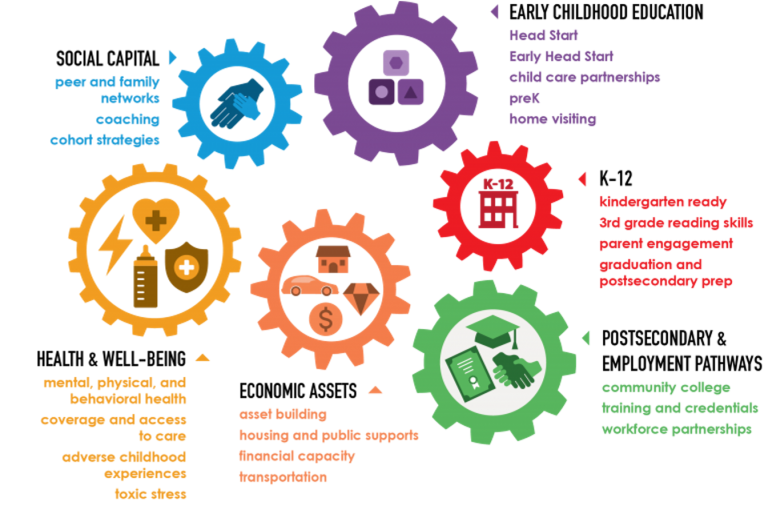 SOCIAL CAPITAL
peer and family
networks
coaching
cohort strategies
EARLY CHILDHOOD EDUCATION
Head Start
Early Head Start
child care partnerships
preK
home visiting
K-12
K-12
kindergarten ready
3rd grade reading skills
parent engagement
graduation and
postsecondary prep
HEALTH & WELL-BEING
mental, physical, and
behavioral health
coverage and access
to care
adverse childhood
experiences
toxic stress
$
ECONOMIC ASSETS
asset building
housing and public supports
financial capacity
transportation
POSTSECONDARY &
EMPLOYMENT PATHWAYS
community college
training and credentials
workforce partnerships